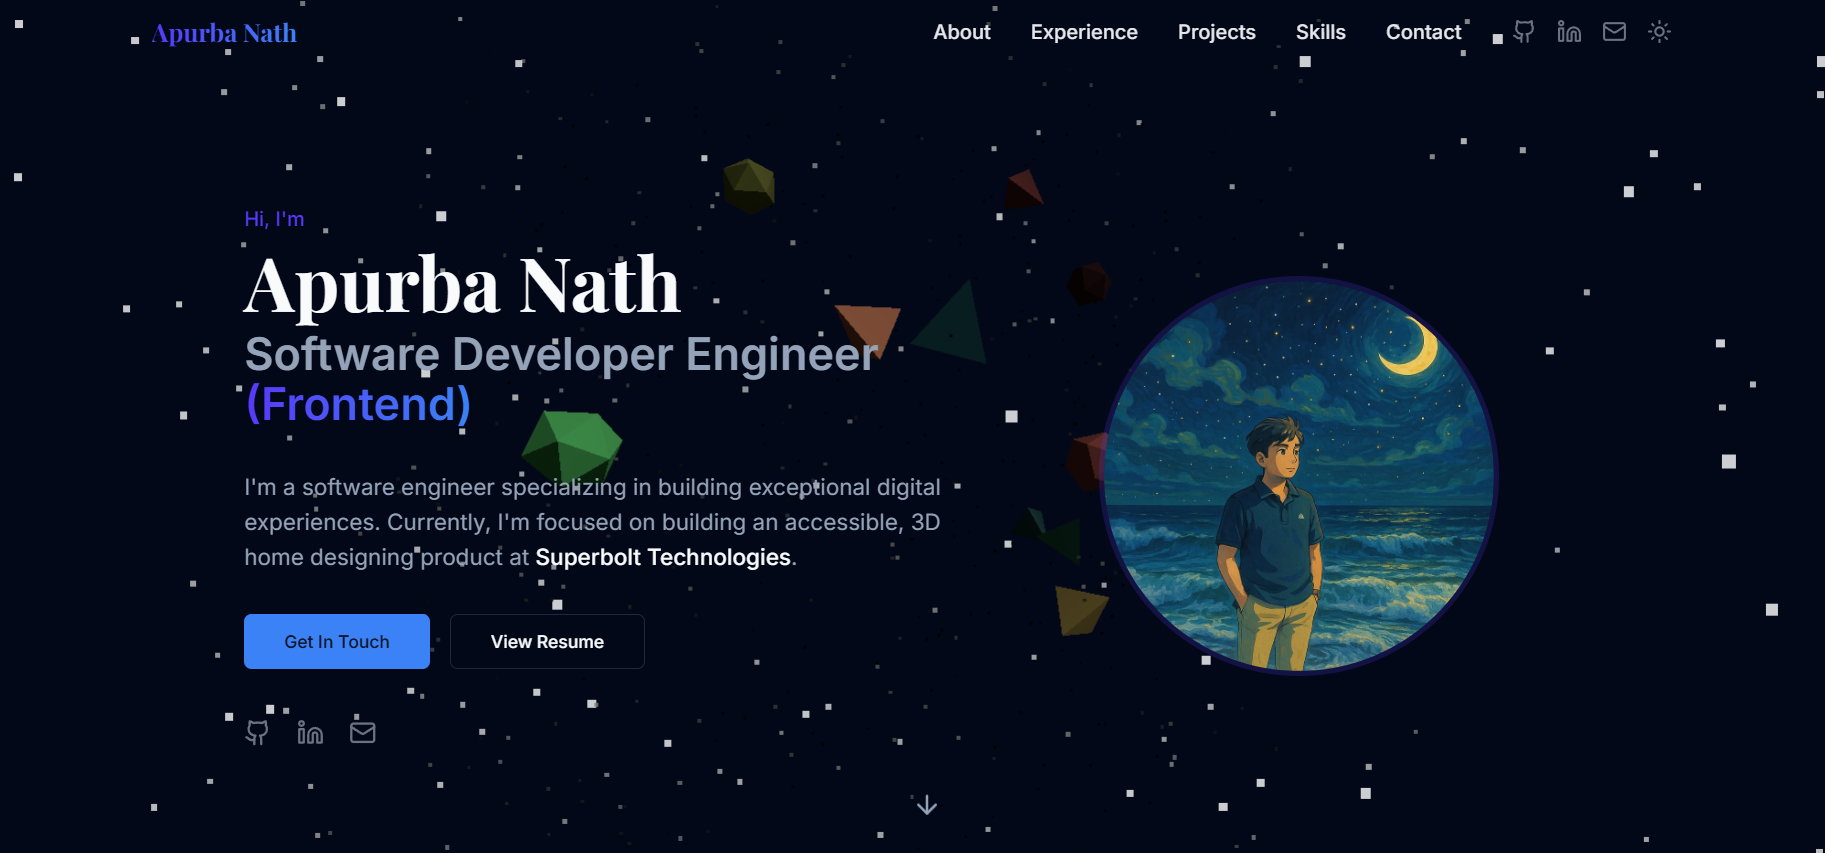 Apurba Nath
About Experience Projects Skills Contact
Hi, I'm
Apurba Nath
Software Developer Engineer
(Frontend)
I'm a software engineer specializing in building exceptional digital
experiences. Currently, I'm focused on building an accessible, 3D
home designing product at Superbolt Technologies.
Get In Touch
View Resume